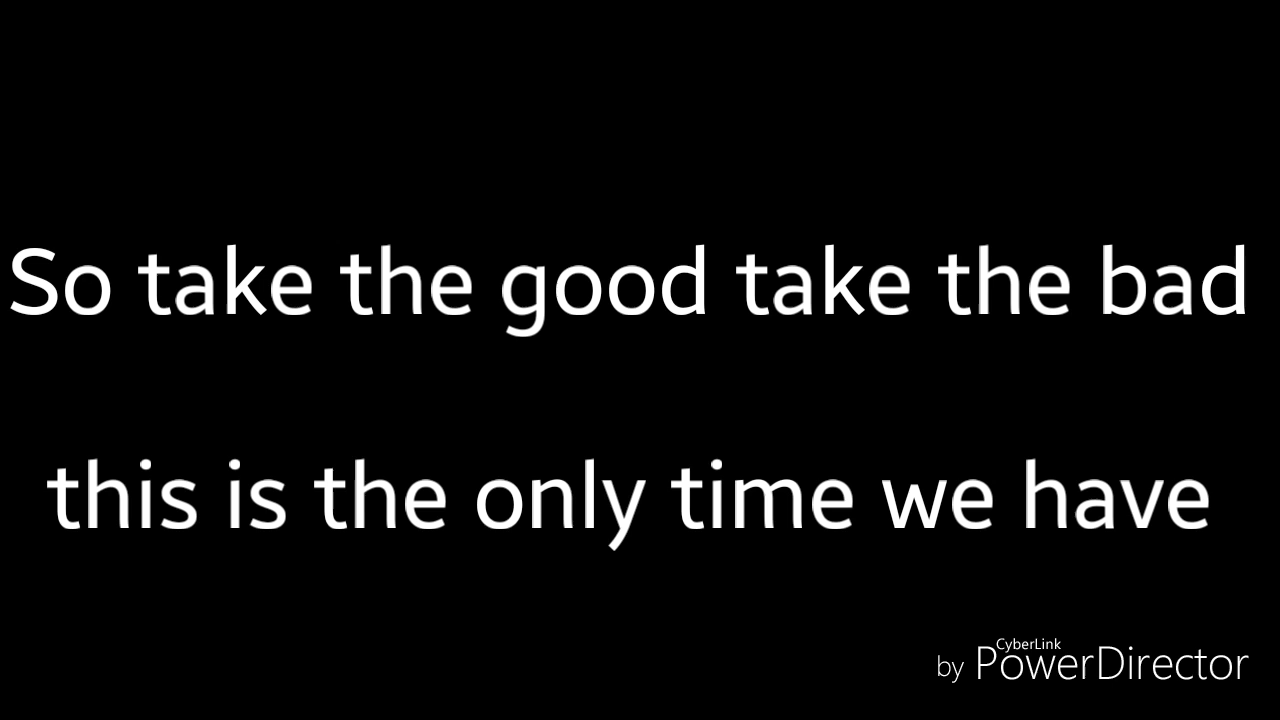 So take the good take the bad
this is the only time we have
CyberLink
by PowerDirector